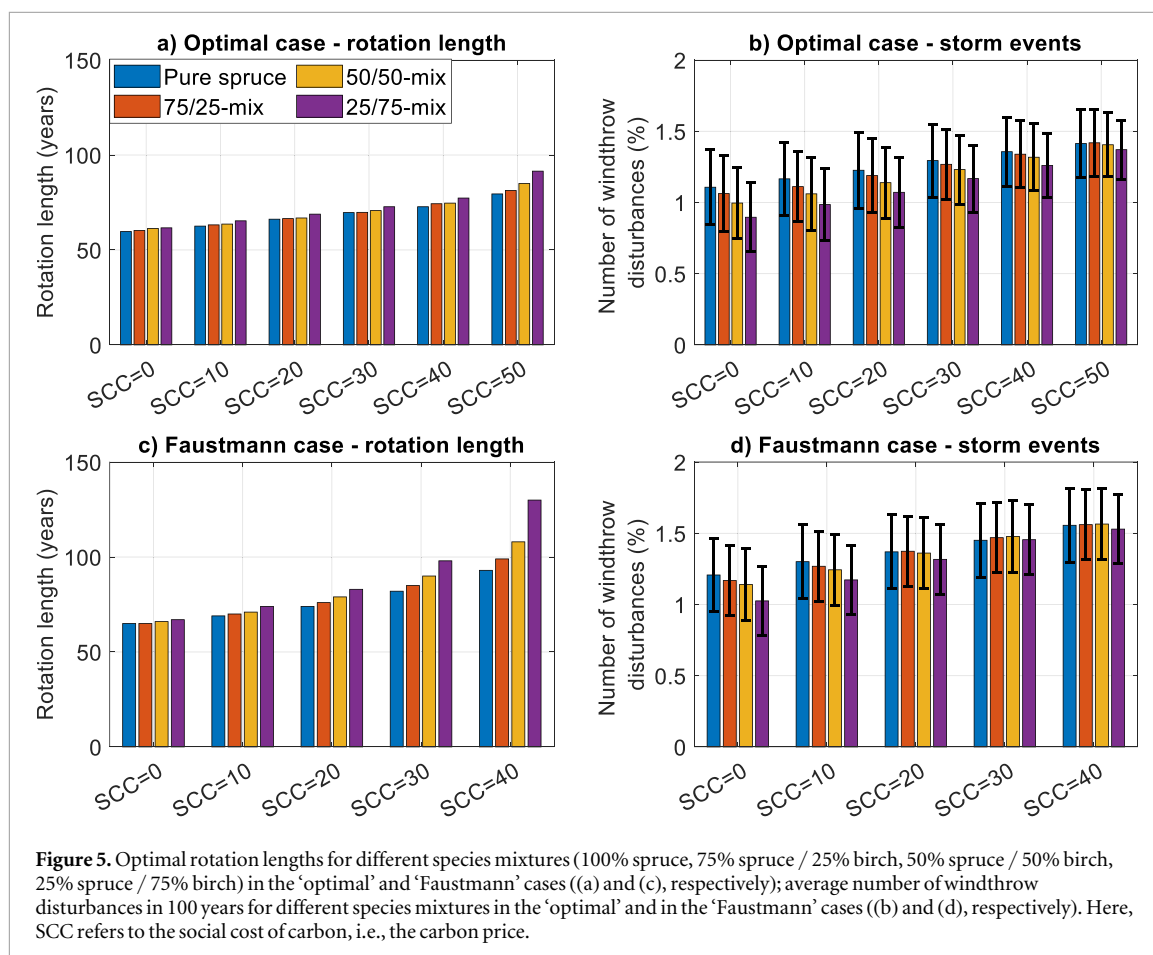 a) Optimal case - rotation length
150
100
50
0
Rotation length (years)
Pure spruce
50/50-mix
75/25-mix
25/75-mix
SCC=0
SCC=10
SCC=20
SCC=30
SCC=40
SCC=50
b) Optimal case - storm events
2
1.5
1
0.5
0
Number of windthrow
disturbances (%)
SCC=0
SCC=10
SCC=20
SCC=30
SCC=40
SCC=50
c) Faustmann case - rotation length
150
100
50
0
Rotation length (years)
SCC=0
SCC=10
SCC=20
SCC=30
SCC=40
d) Faustmann case - storm events
2
1.5
1
0.5
0
Number of windthrow
disturbances (%)
SCC=0
SCC=10
SCC=20
SCC=30
SCC=40
Figure 5. Optimal rotation lengths for different species mixtures (100% spruce, 75% spruce / 25% birch, 50% spruce / 50% birch,
25% spruce / 75% birch) in the ‘optimal’ and ‘Faustmann’ cases ((a) and (c), respectively); average number of windthrow
disturbances in 100 years for different species mixtures in the ‘optimal’ and in the ‘Faustmann’ cases ((b) and (d), respectively). Here,
SCC refers to the social cost of carbon, i.e., the carbon price.